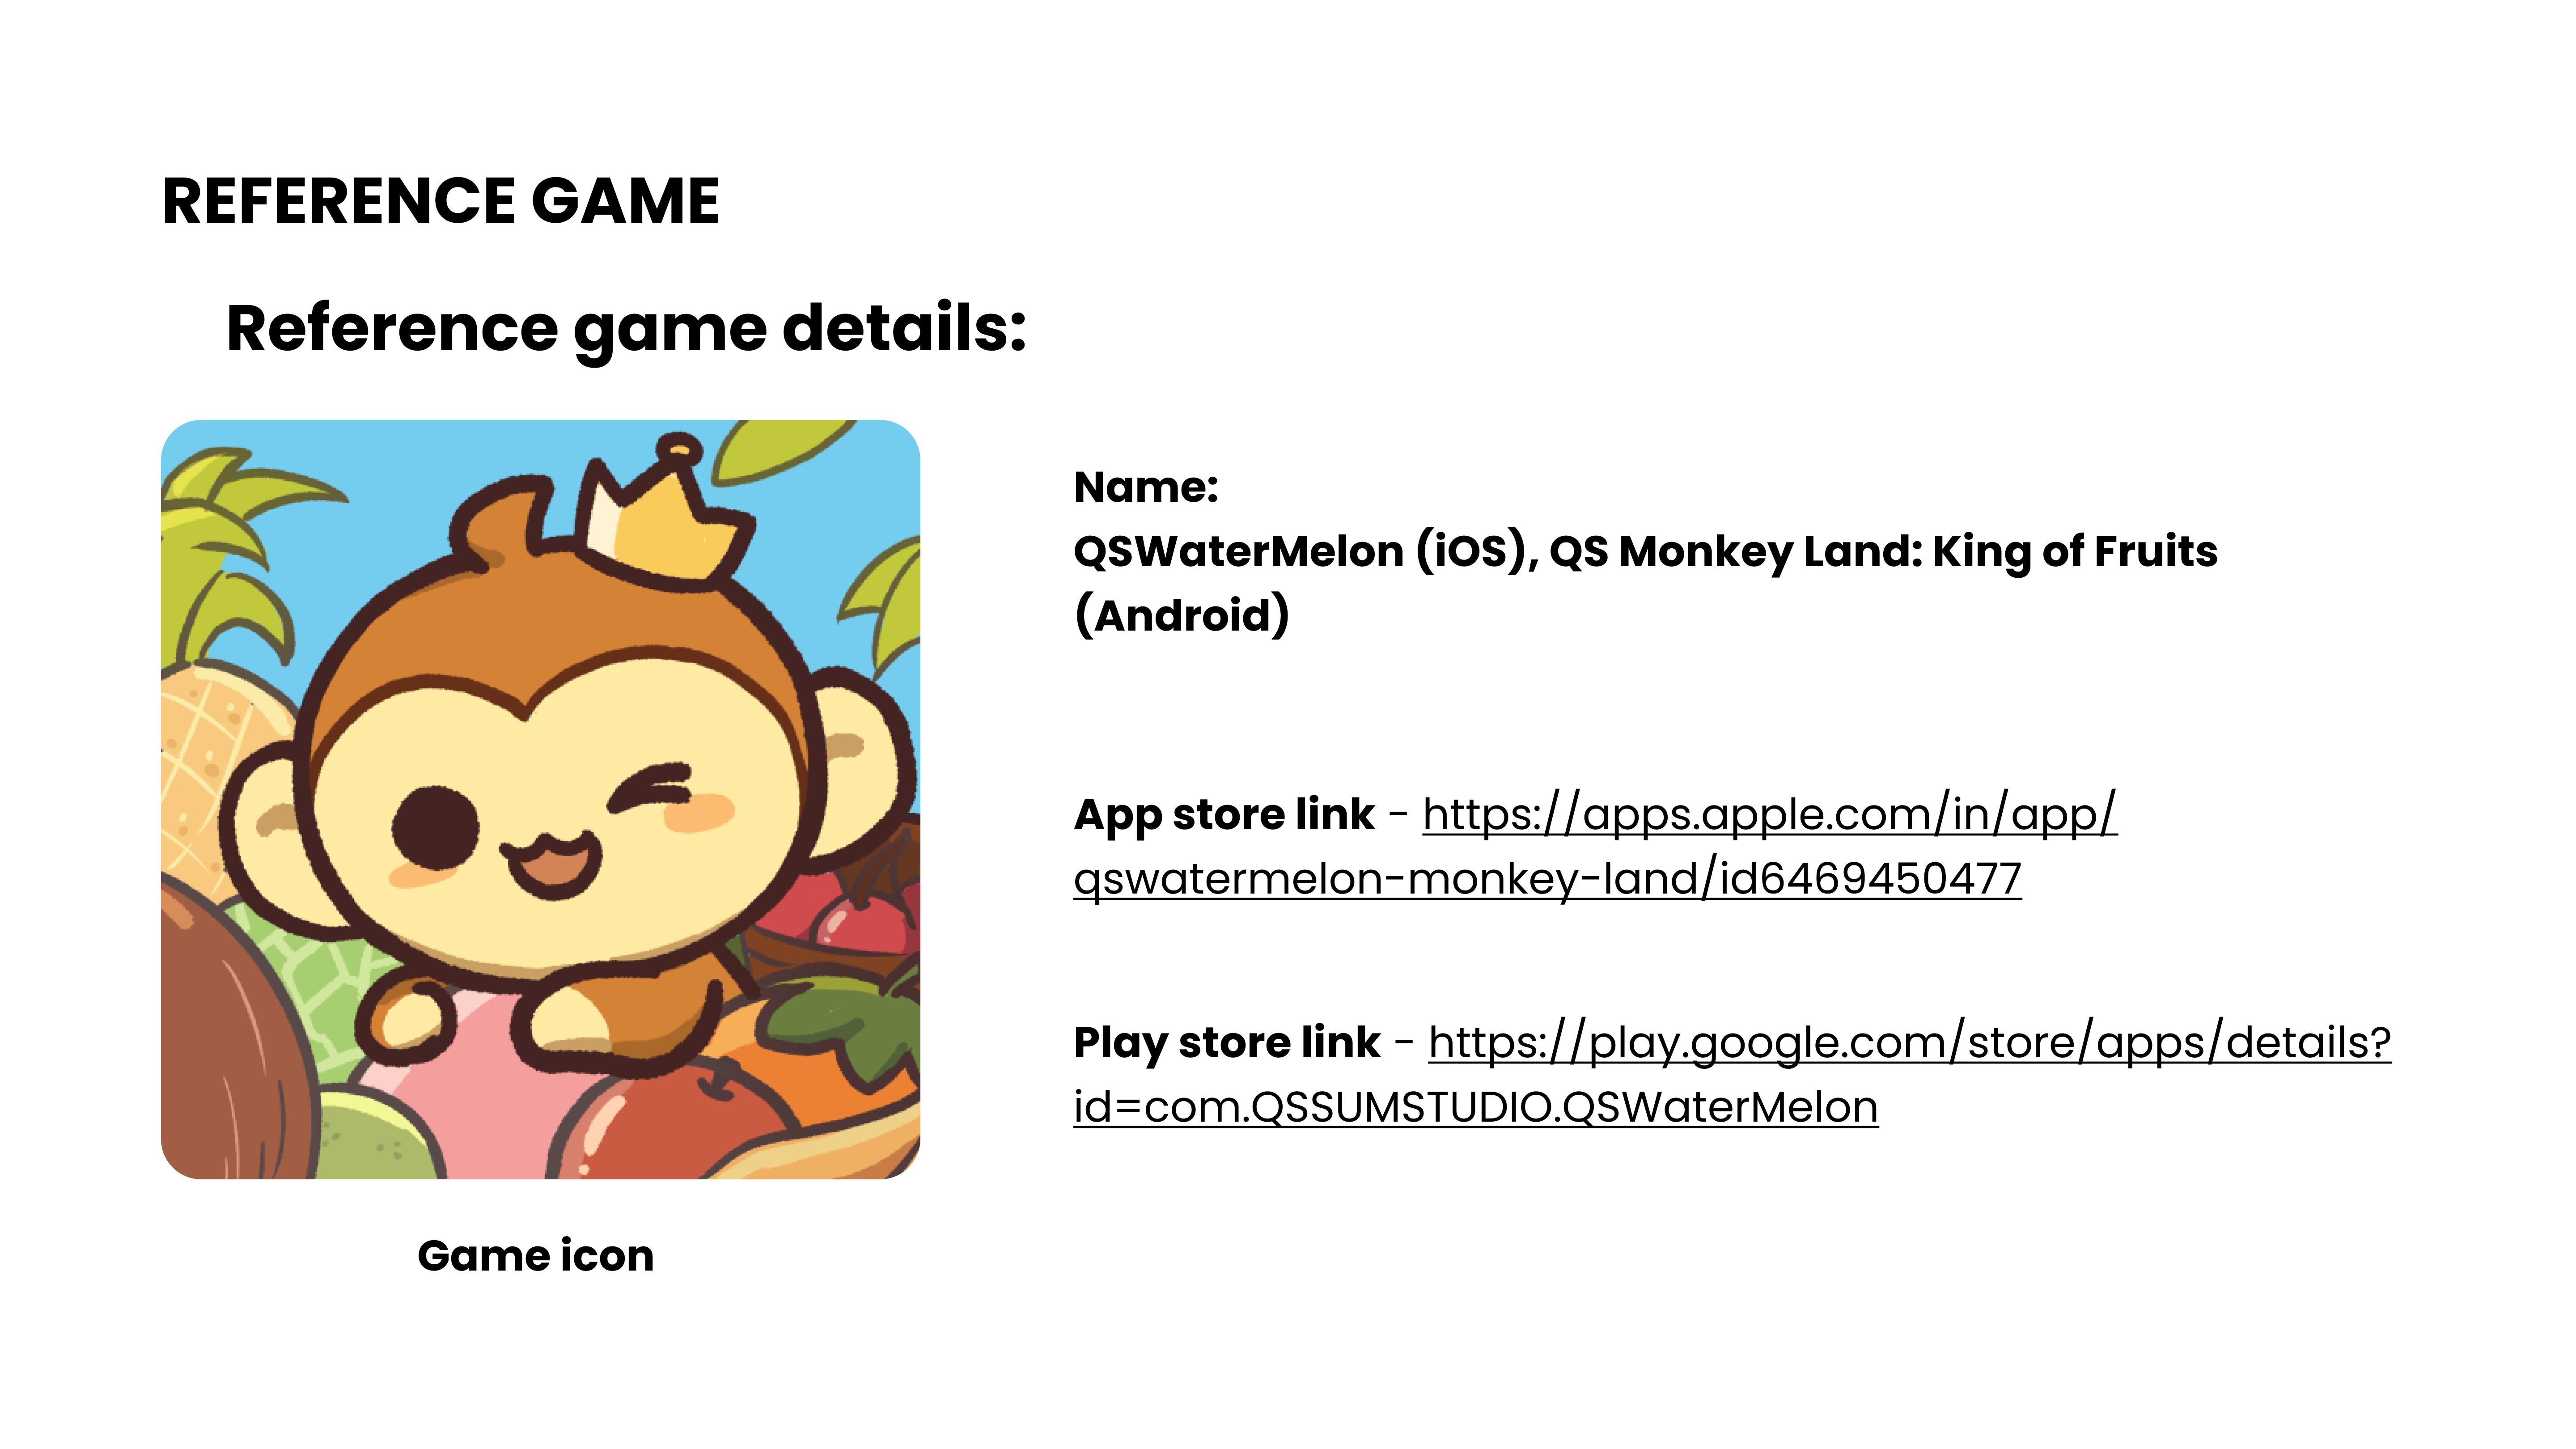 REFERENCE GAME
Reference game details:
Name:
QSWaterMelon (iOS), QS Monkey Land: King of Fruits
(Android)
App store link - https://apps.apple.com/in/app/
qswatermelon-monkey-land/id6469450477
Play store link - https://play.google.com/store/apps/details?
id=com.QSSUMSTUDIO.QSWaterMelon
Game icon